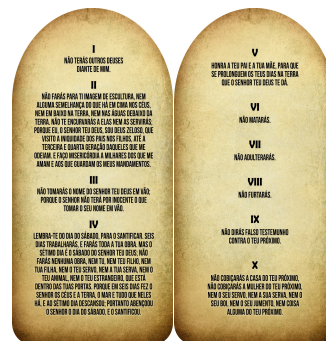 I
NÃO TERÁS OUTROS DEUSES
DIANTE DE MIM.
II
NÃO FARÁS PARA TI IMAGEM DE ESCULTURA, NEM
ALGUMA SEMELHANÇA DO QUE HÁ EM CIMA NOS CÉUS,
NEM EM BAIXO NA TERRA, NEM NAS ÁGUAS DEBAIXO DA
TERRA, NÃO TE ENCURVARÁS A ELAS NEM AS SERVIRÁS;
PORQUE EU, O SENHOR TEU DEUS, SOU DEUS ZELOSO, QUE
VISITO A INIQUIDADE DOS PAIS NOS FILHOS, ATÉ A
TERCEIRA E QUARTA GERAÇÃO DAQUELES QUE ME
ODEIAM. E FAÇO MISERICÓRDIA A MILHARES DOS QUE ME
AMAM E AOS QUE GUARDAM OS MEUS MANDAMENTOS.
III
NÃO TOMARÁS O NOME DO SENHOR TEU DEUS EM VÃO;
PORQUE O SENHOR NÃO TERÁ POR INOCENTE O QUE
TOMAR O SEU NOME EM VÃO.
IV
LEMBRA-TE DO DIA DO SÁBADO, PARA O SANTIFICAR. SEIS
DIAS TRABALHARÁS, E FARÁS TODA A TUA OBRA. MAS O
SÉTIMO DIA É O SÁBADO DO SENHOR TEU DEUS; NÃO
FARÁS NENHUMA OBRA, NEM TU, NEM TEU FILHO, NEM
TUA FILHA, NEM O TEU SERVO, NEM A TUA SERVA, NEM O
TEU ANIMAL, NEM O TEU ESTRANGEIRO, QUE ESTÁ
DENTRO DAS TUAS PORTAS. PORQUE EM SEIS DIAS FEZ O
SENHOR OS CÉUS E A TERRA, O MAR E TUDO QUE NELES
HÁ, E AO SÉTIMO DIA DESCANSOU; PORTANTO ABENÇOOU
O SENHOR O DIA DO SÁBADO, E O SANTIFICOU
V
HONRA A TEU PAI E A TUA MÃE, PARA QUE
SE PROLONGUEM OS TEUS DIAS NA TERRA
QUE O SENHOR TEU DEUS TE DÁ.
VI
NÃO MATARÁS.
VII
NÃO ADULTERARÁS.
VIII
NÃO FURTARÁS.
IX
NÃO DIRÁS FALSO TESTEMUNHO
CONTRA O TEU PRÓXIMO.
X
NÃO COBIÇARÁS A CASA DO TEU PRÓXIMO,
NÃO COBIÇARÁS A MULHER DO TEU PRÓXIMO,
NEM O SEU SERVO, NEM A SUA SERVA, NEM O
SEU BOI, NEM O SEU JUMENTO, NEM COISA
ALGUMA DO TEU PRÓXIMO.